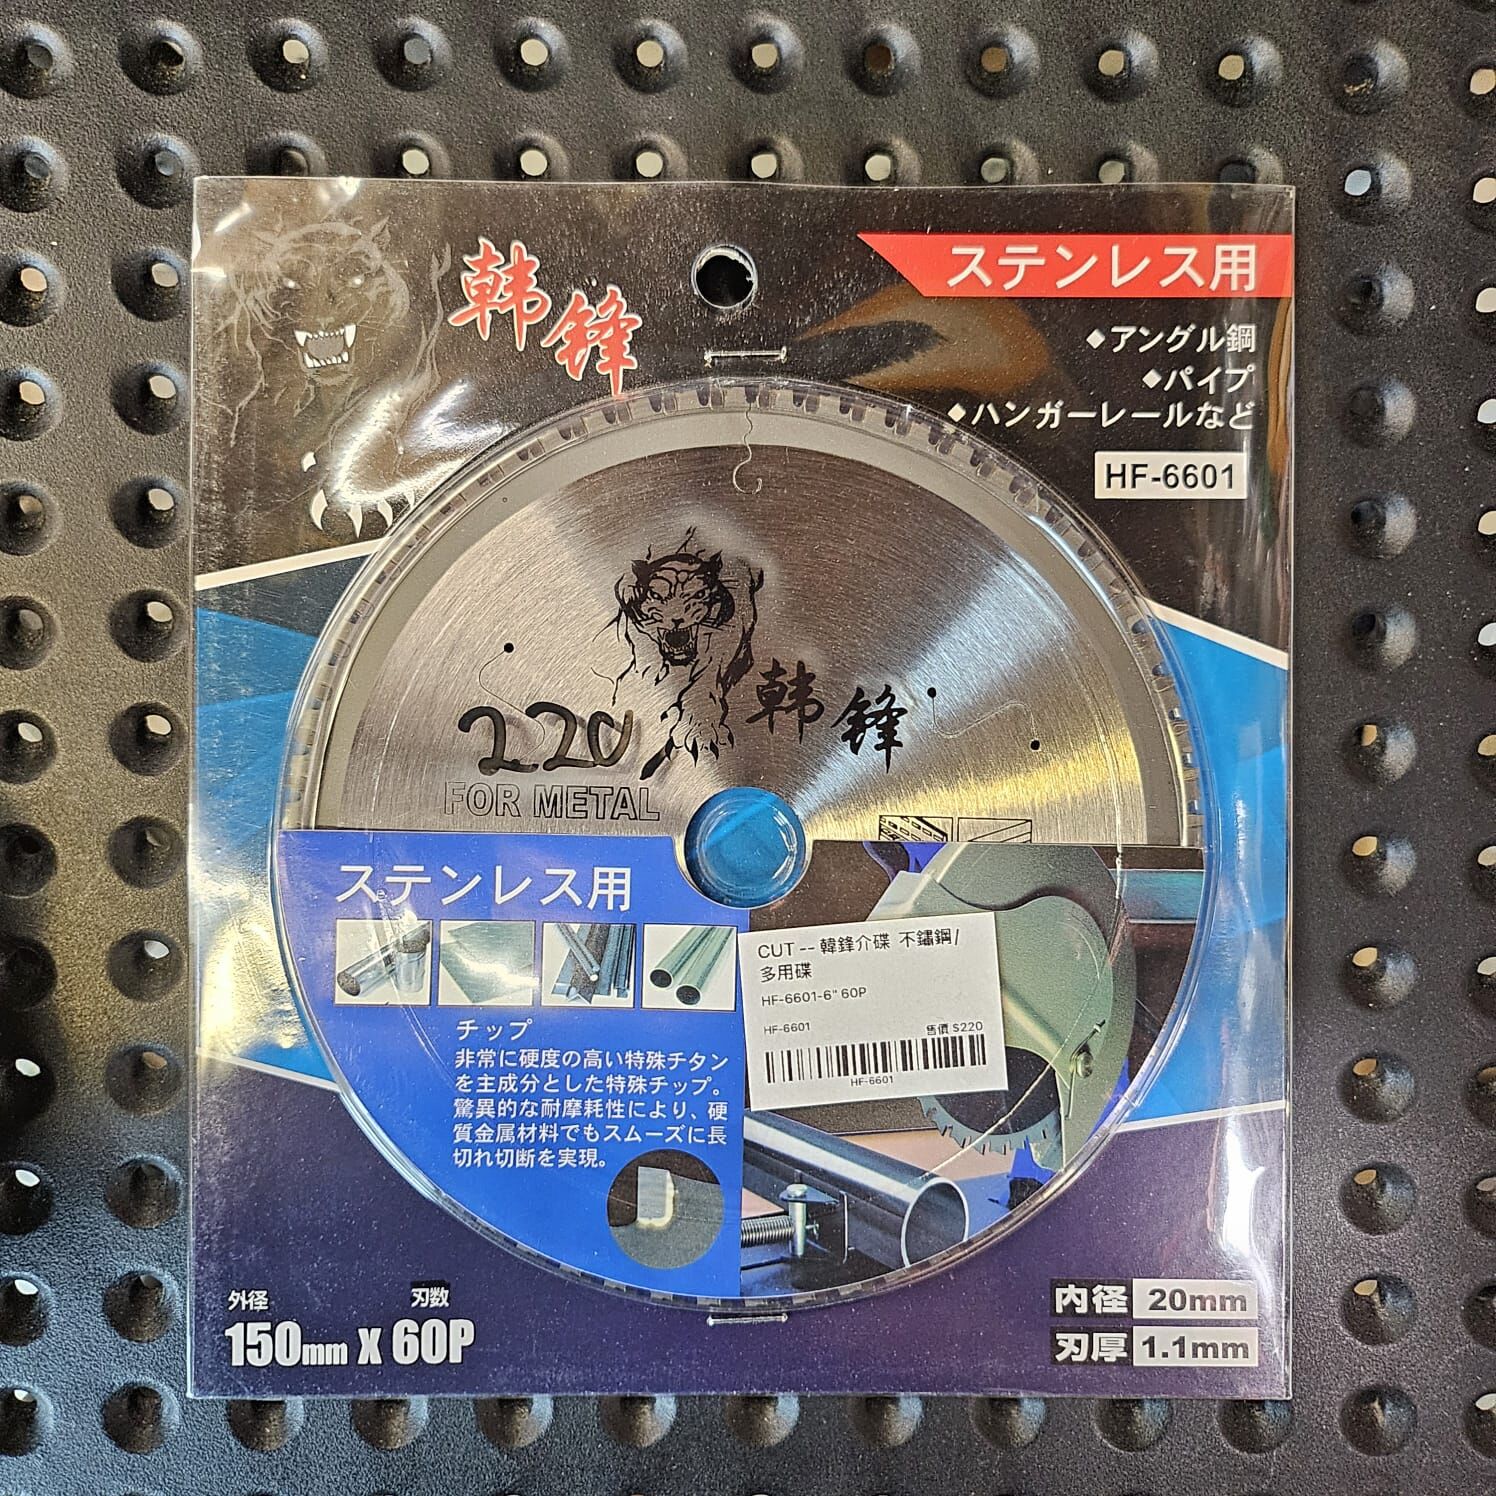 韩锋
ステンレス用
◆アングル鋼
◆パイプ
◆ハンガーレールなど
HF-6601
韩锋
220
FOR METAL
ステンレス用
チップ
非常に硬度の高い特殊チタン
を主成分とした特殊チップ。
驚異的な耐摩耗性により、硬
質金属材料でもスムーズに長
切れ切断を実現。
CUT -- 韓鋒介碟 不鏽鋼/
多用碟
HF-6601-6" 60P
HF-6601 售價 $220
HF-6601
外径 刃数
150mm X 60P
内径 20mm
刃厚 1.1mm